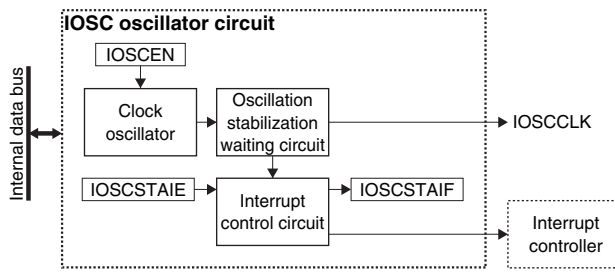 IOSC oscillator circuit
IOSCEN
Internal data bus
Clock
oscillator
Oscillation
stabilization
waiting circuit
IOSCCLK
IOSCSTAIE
Interrupt
control circuit
IOSCSTAIF
Interrupt
controller